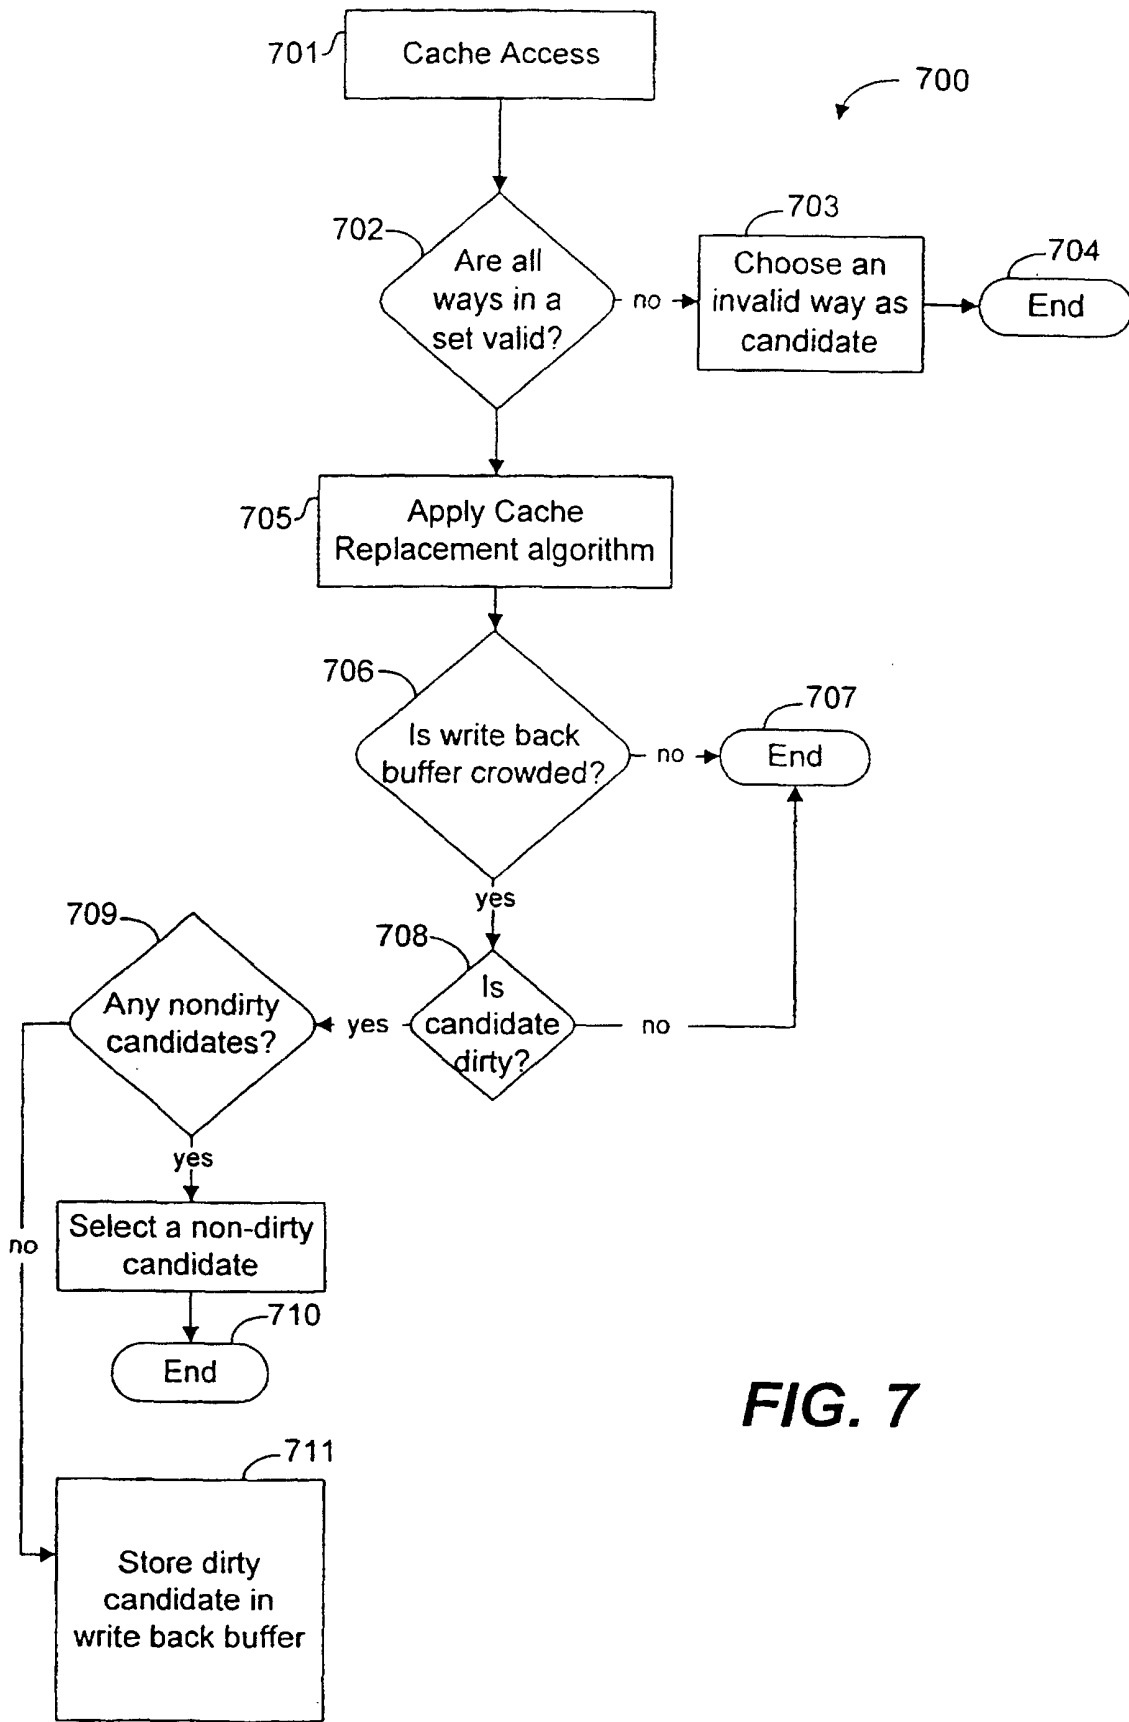 701
Cache Access
700
702
Are all
ways in a
set valid?
no
703
Choose an
invalid way as
candidate
704
End
705
Apply Cache
Replacement algorithm
706
Is write back
buffer crowded?
no
707
End
yes
709
Any nondirty
candidates?
yes
708
Is
candidate
dirty?
no
yes
no
Select a non-dirty
candidate
710
End
FIG. 7
711
Store dirty
candidate in
write back buffer